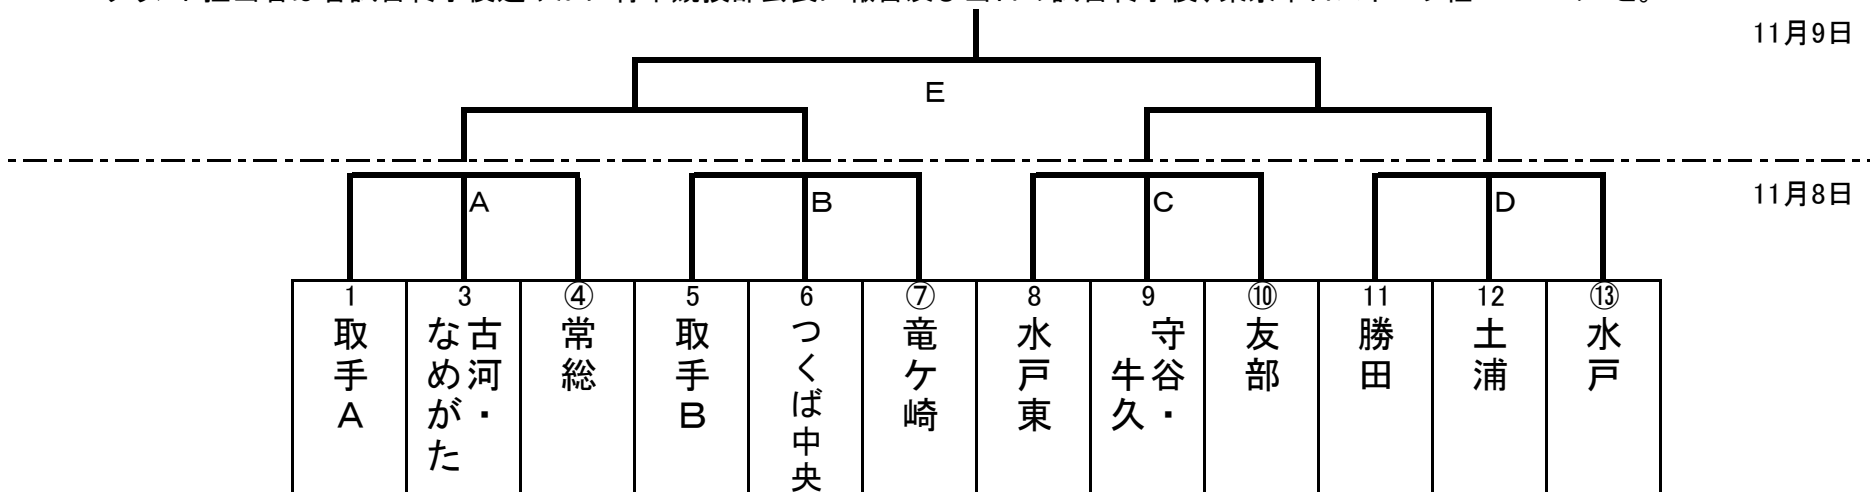 11月9日
E
11月8日
A
B
C
D
1
取手A
3
古河・
なめがた
④
常総
5
取手B
6
つくば中央
⑦
竜ケ崎
8
水戸東
9
守谷・
牛久
⑩
友部
11
勝田
12
土浦
⑬
水戸